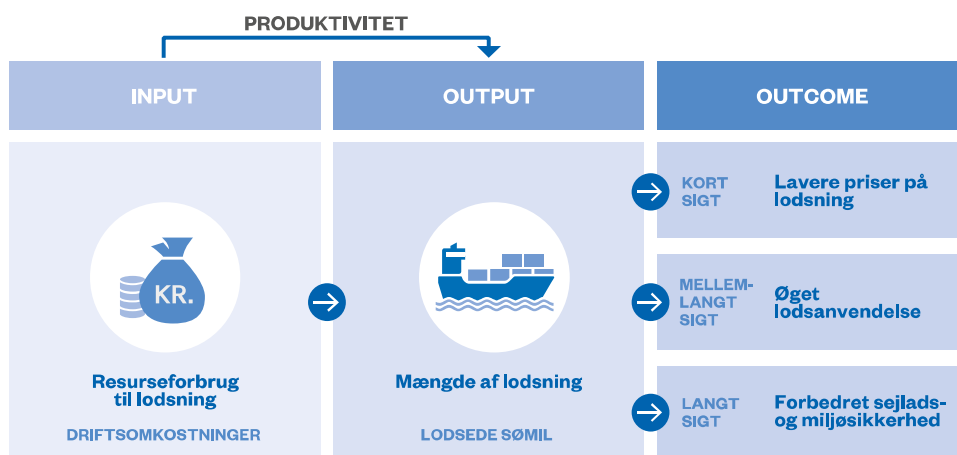 PRODUKTIVITET
INPUT
OUTPUT
OUTCOME
KR.
Resurseforbrug
til lodsning
DRIFTSOMKOSTNINGER
Mængde af lodsning
LODSEDE SØMIL
KORT
SIGT
Lavere priser på
lodsning
MELLEM-
LANGT
SIGT
Øget
lodsanvendelse
LANGT
SIGT
Forbedret sejlads-
og miljøsikkerhed